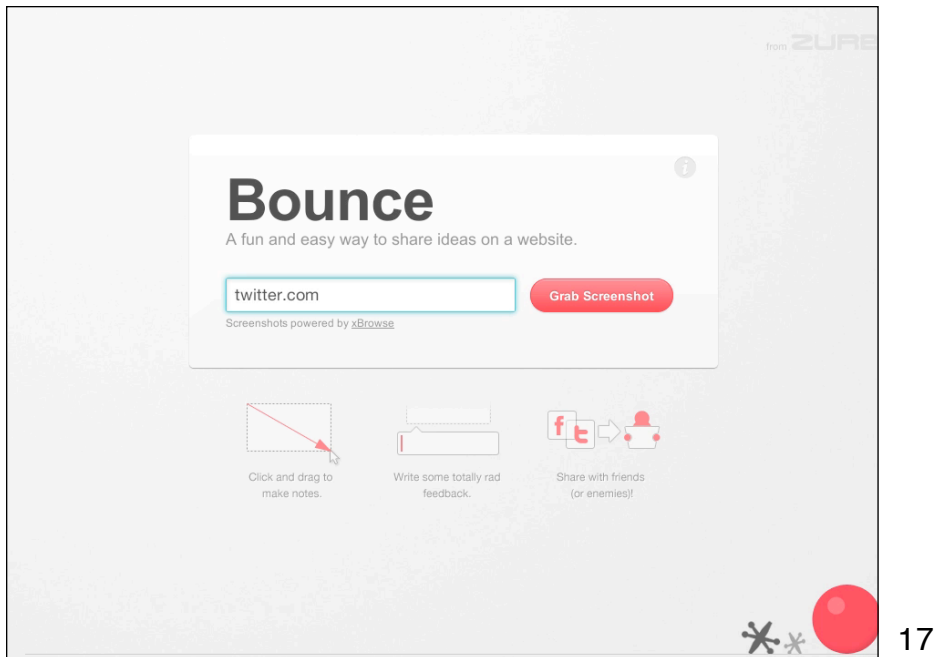 from ZURB
Bounce
A fun and easy way to share ideas on a website.
twitter.com
Grab Screenshot
Screenshots powered by xBrowse
Click and drag to
make notes.
Write some totally rad
feedback.
Share with friends
(or enemies)!
17